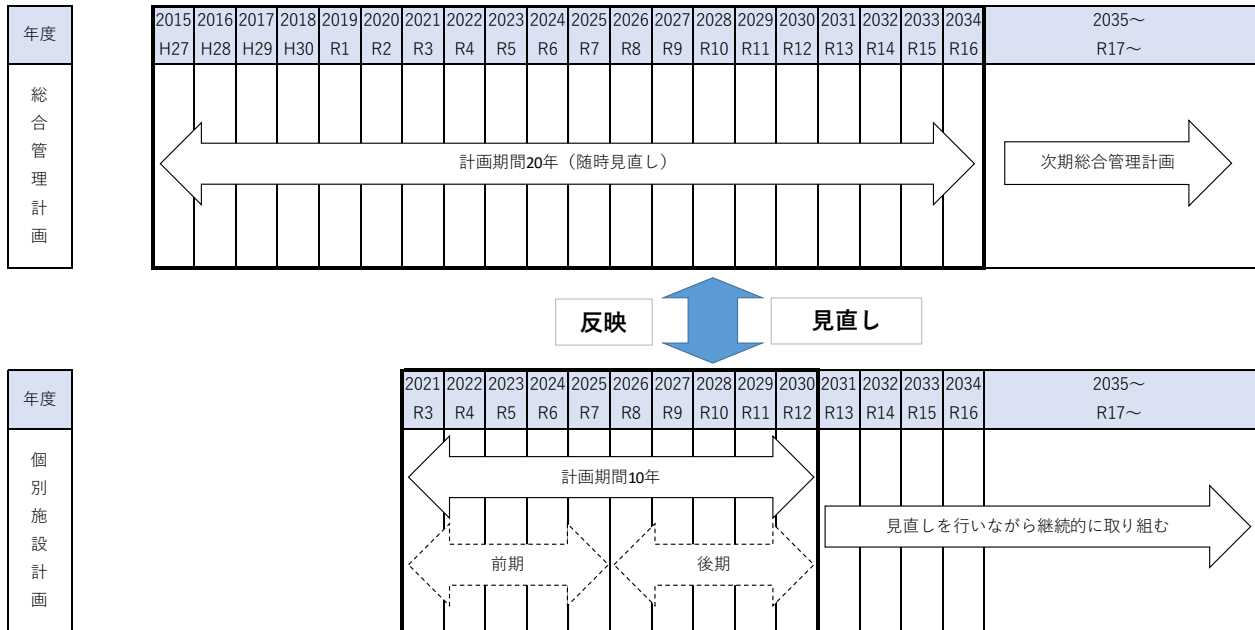 年度
2015 2016 2017 2018 2019 2020 2021 2022 2023 2024 2025 2026 2027 2028 2029 2030 2031 2032 2033 2034 2035～
H27 H28 H29 H30 R1 R2 R3 R4 R5 R6 R7 R8 R9 R10 R11 R12 R13 R14 R15 R16 R17～
総合管理計画
計画期間20年（随時見直し）
次期総合管理計画
反映
見直し
年度
2021 2022 2023 2024 2025 2026 2027 2028 2029 2030 2031 2032 2033 2034 2035～
R3 R4 R5 R6 R7 R8 R9 R10 R11 R12 R13 R14 R15 R16 R17～
個別施設計画
計画期間10年
見直しを行いながら継続的に取り組む
前期
後期